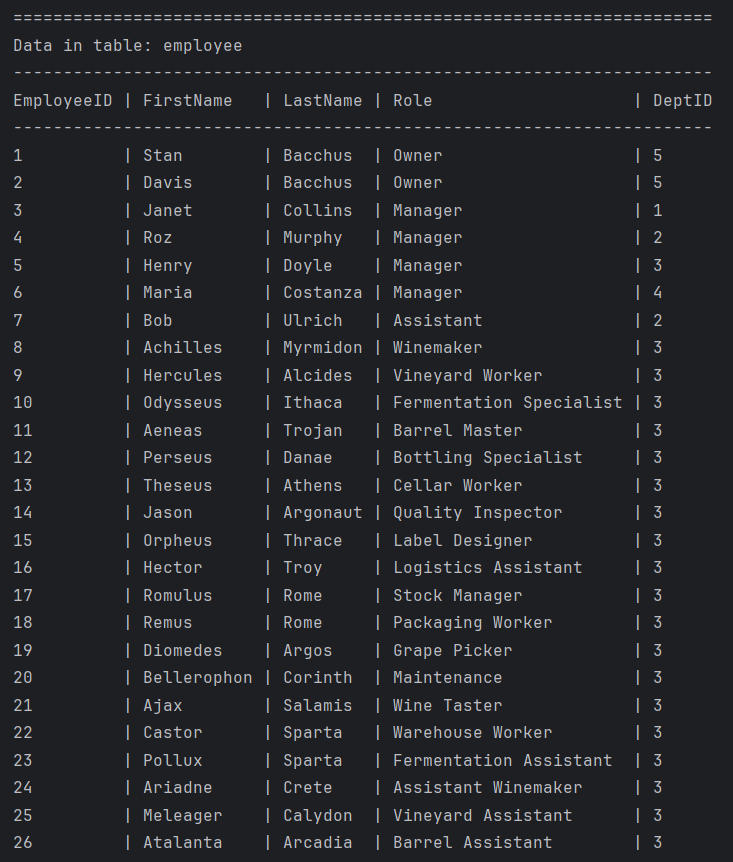 ======================================================================
Data in table: employee
----------------------------------------------------------------------
EmployeeID | FirstName   | LastName | Role                    | DeptID
----------------------------------------------------------------------
1          | Stan        | Bacchus  | Owner                   | 5
2          | Davis       | Bacchus  | Owner                   | 5
3          | Janet       | Collins  | Manager                 | 1
4          | Roz         | Murphy   | Manager                 | 2
5          | Henry       | Doyle    | Manager                 | 3
6          | Maria       | Costanza | Manager                 | 4
7          | Bob         | Ulrich   | Assistant               | 2
8          | Achilles    | Myrmidon | Winemaker               | 3
9          | Hercules    | Alcides  | Vineyard Worker         | 3
10         | Odysseus    | Ithaca   | Fermentation Specialist | 3
11         | Aeneas      | Trojan   | Barrel Master           | 3
12         | Perseus     | Danae    | Bottling Specialist     | 3
13         | Theseus     | Athens   | Cellar Worker           | 3
14         | Jason       | Argonaut | Quality Inspector       | 3
15         | Orpheus     | Thrace   | Label Designer          | 3
16         | Hector      | Troy     | Logistics Assistant     | 3
17         | Romulus     | Rome     | Stock Manager           | 3
18         | Remus       | Rome     | Packaging Worker        | 3
19         | Diomedes    | Argos    | Grape Picker            | 3
20         | Bellerophon | Corinth  | Maintenance             | 3
21         | Ajax        | Salamis  | Wine Taster             | 3
22         | Castor      | Sparta   | Warehouse Worker        | 3
23         | Pollux      | Sparta   | Fermentation Assistant  | 3
24         | Ariadne     | Crete    | Assistant Winemaker     | 3
25         | Meleager    | Calydon  | Vineyard Assistant      | 3
26         | Atalanta    | Arcadia  | Barrel Assistant        | 3